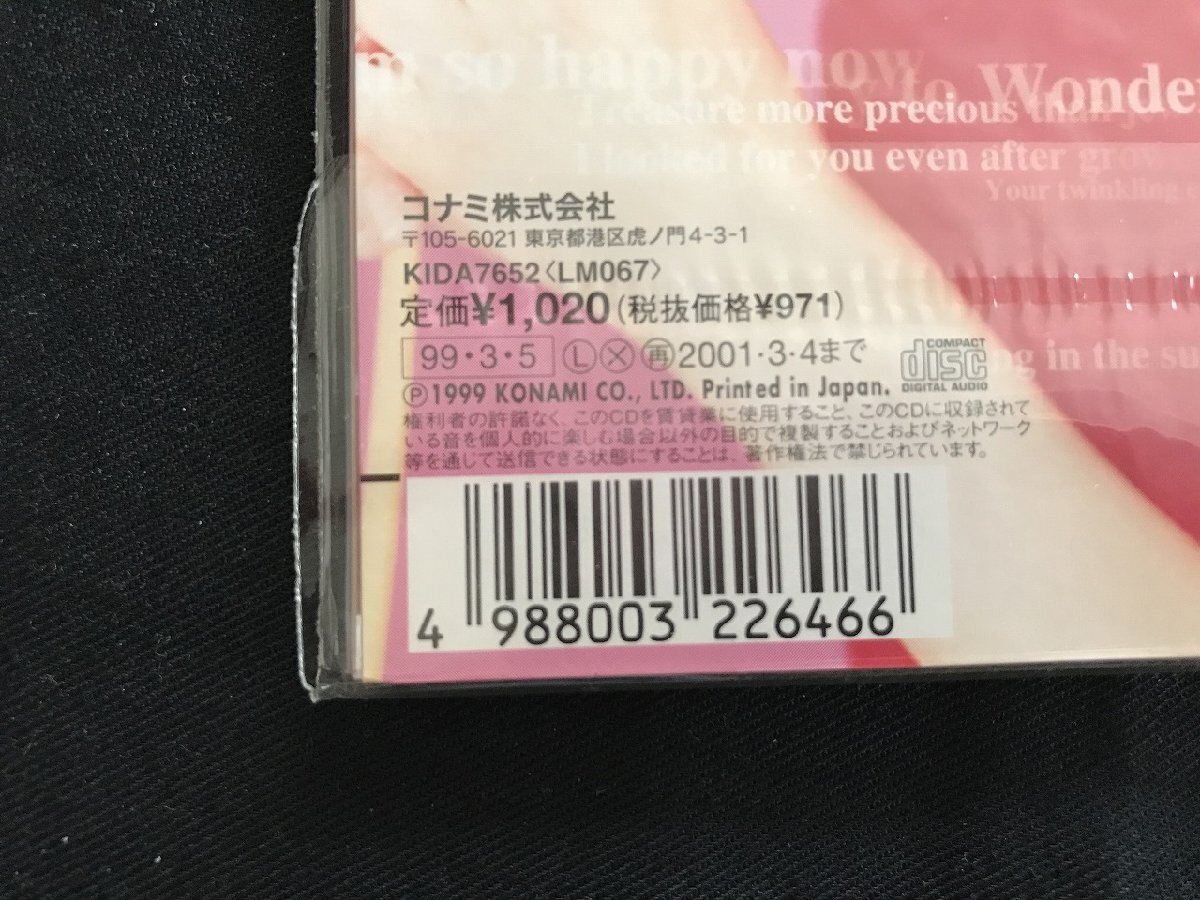 so happy now
to Wonde
Treasure more precious than
I looked for you even after grow
Your twinkling
コナミ株式会社
〒105-6021 東京都港区虎ノ門4-3-1
KIDA7652〈LM067〉
定価¥1,020(税抜価格¥971)
99・3・5 Ⓛ Ⓧ ㊞再 2001・3・4まで
COMPACT
disc
DIGITAL AUDIO
in the su
Ⓟ1999 KONAMI CO., LTD. Printed in Japan.
権利者の許諾なく、このCDを賃貸業に使用すること、このCDに収録されて
いる音を個人的に楽しむ場合以外の目的で複製することおよびネットワーク
等を通じて送信できる状態にすることは、著作権法で禁じられています。
4 988003 226466